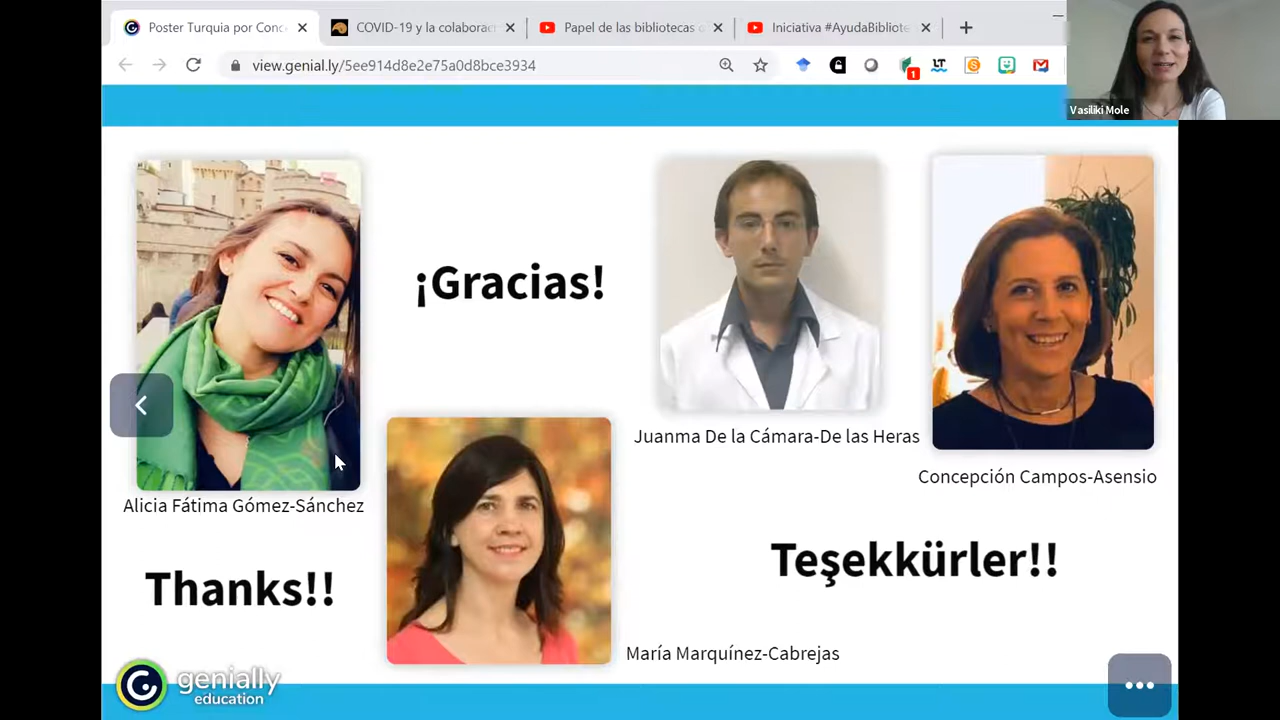 Poster Turquia por Conc
COVID-19 y la colaborac
Papel de las bibliotecas
Iniciativa #AyudaBibliote
view.genial.ly/5ee914d8e2e75a0d8bce3934
1
LT
S
Vasiliki Mole
¡Gracias!
Juanma De la Cámara-De las Heras
Concepción Campos-Asensio
Alicia Fátima Gómez-Sánchez
Teşekkürler!!
Thanks!!
María Marquínez-Cabrejas
genially
education